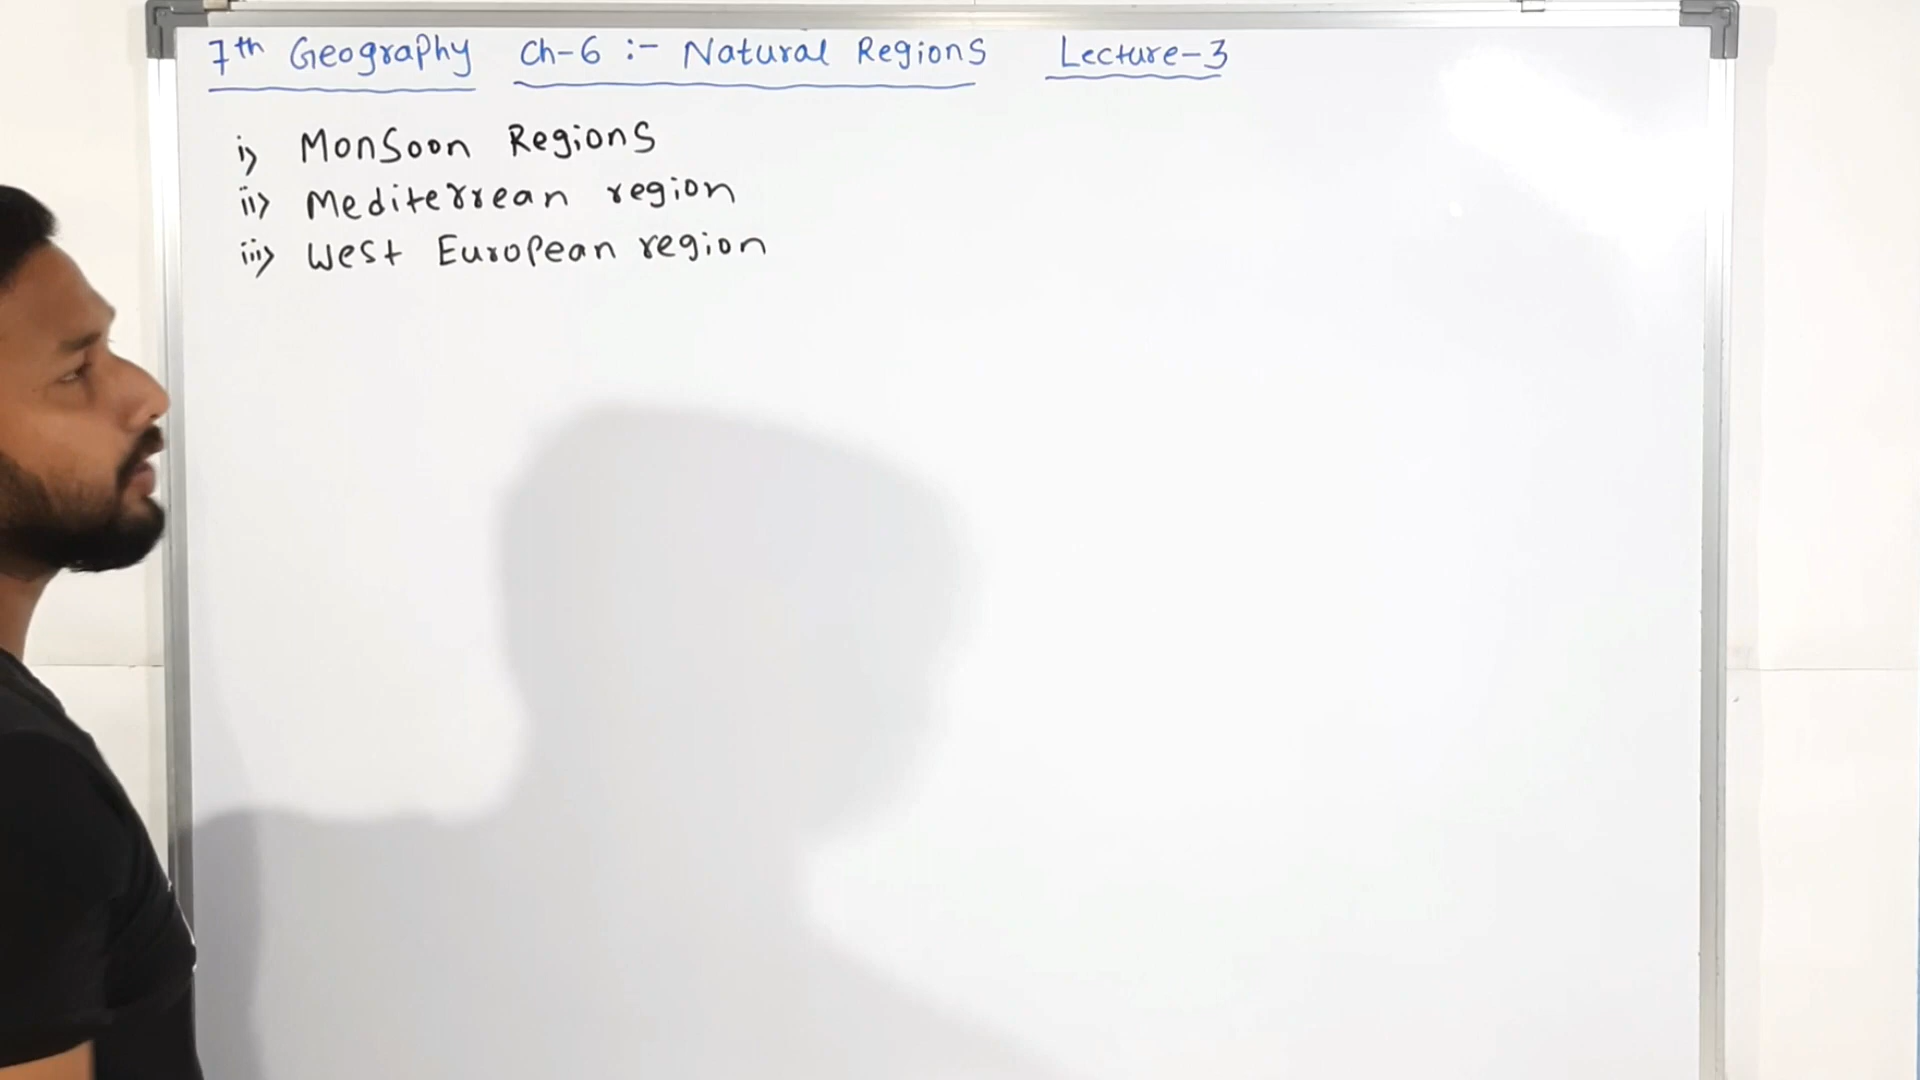 7th Geography Ch-6 :- Natural Regions Lecture-3
i) Monsoon Regions
ii) Mediterrean region
iii) West European region